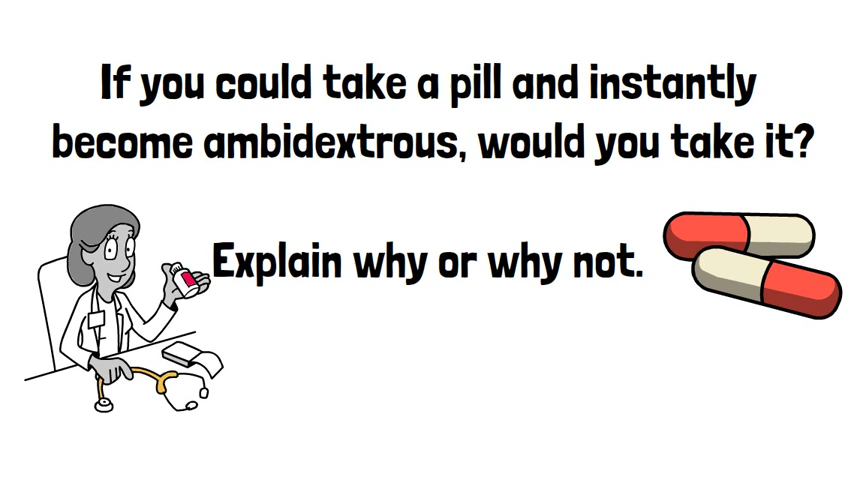 If you could take a pill and instantly
become ambidextrous, would you take it?
Explain why or why not.